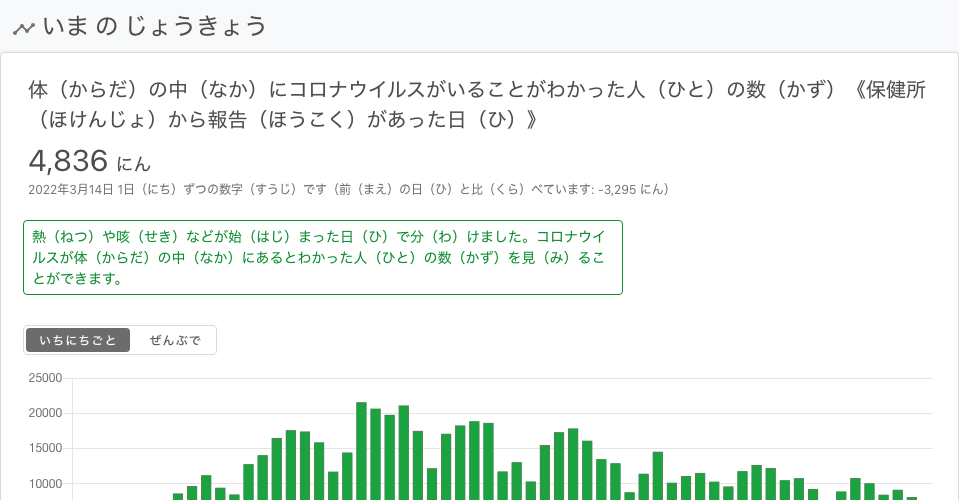 いま の じょうきょう
体（からだ）の中（なか）にコロナウイルスがいることがわかった人（ひと）の数（かず）《保健所
（ほけんじょ）から報告（ほうこく）があった日（ひ）》
4,836 にん
2022年3月14日 1日（にち）ずつの数字（すうじ）です（前（まえ）の日（ひ）と比（くら）べています: -3,295 にん）
熱（ねつ）や咳（せき）などが始（はじ）まった日（ひ）で分（わ）けました。コロナウイ
ルスが体（からだ）の中（なか）にあるとわかった人（ひと）の数（かず）を見（み）るこ
とができます。
いちにちごと ぜんぶで
25000
20000
15000
10000